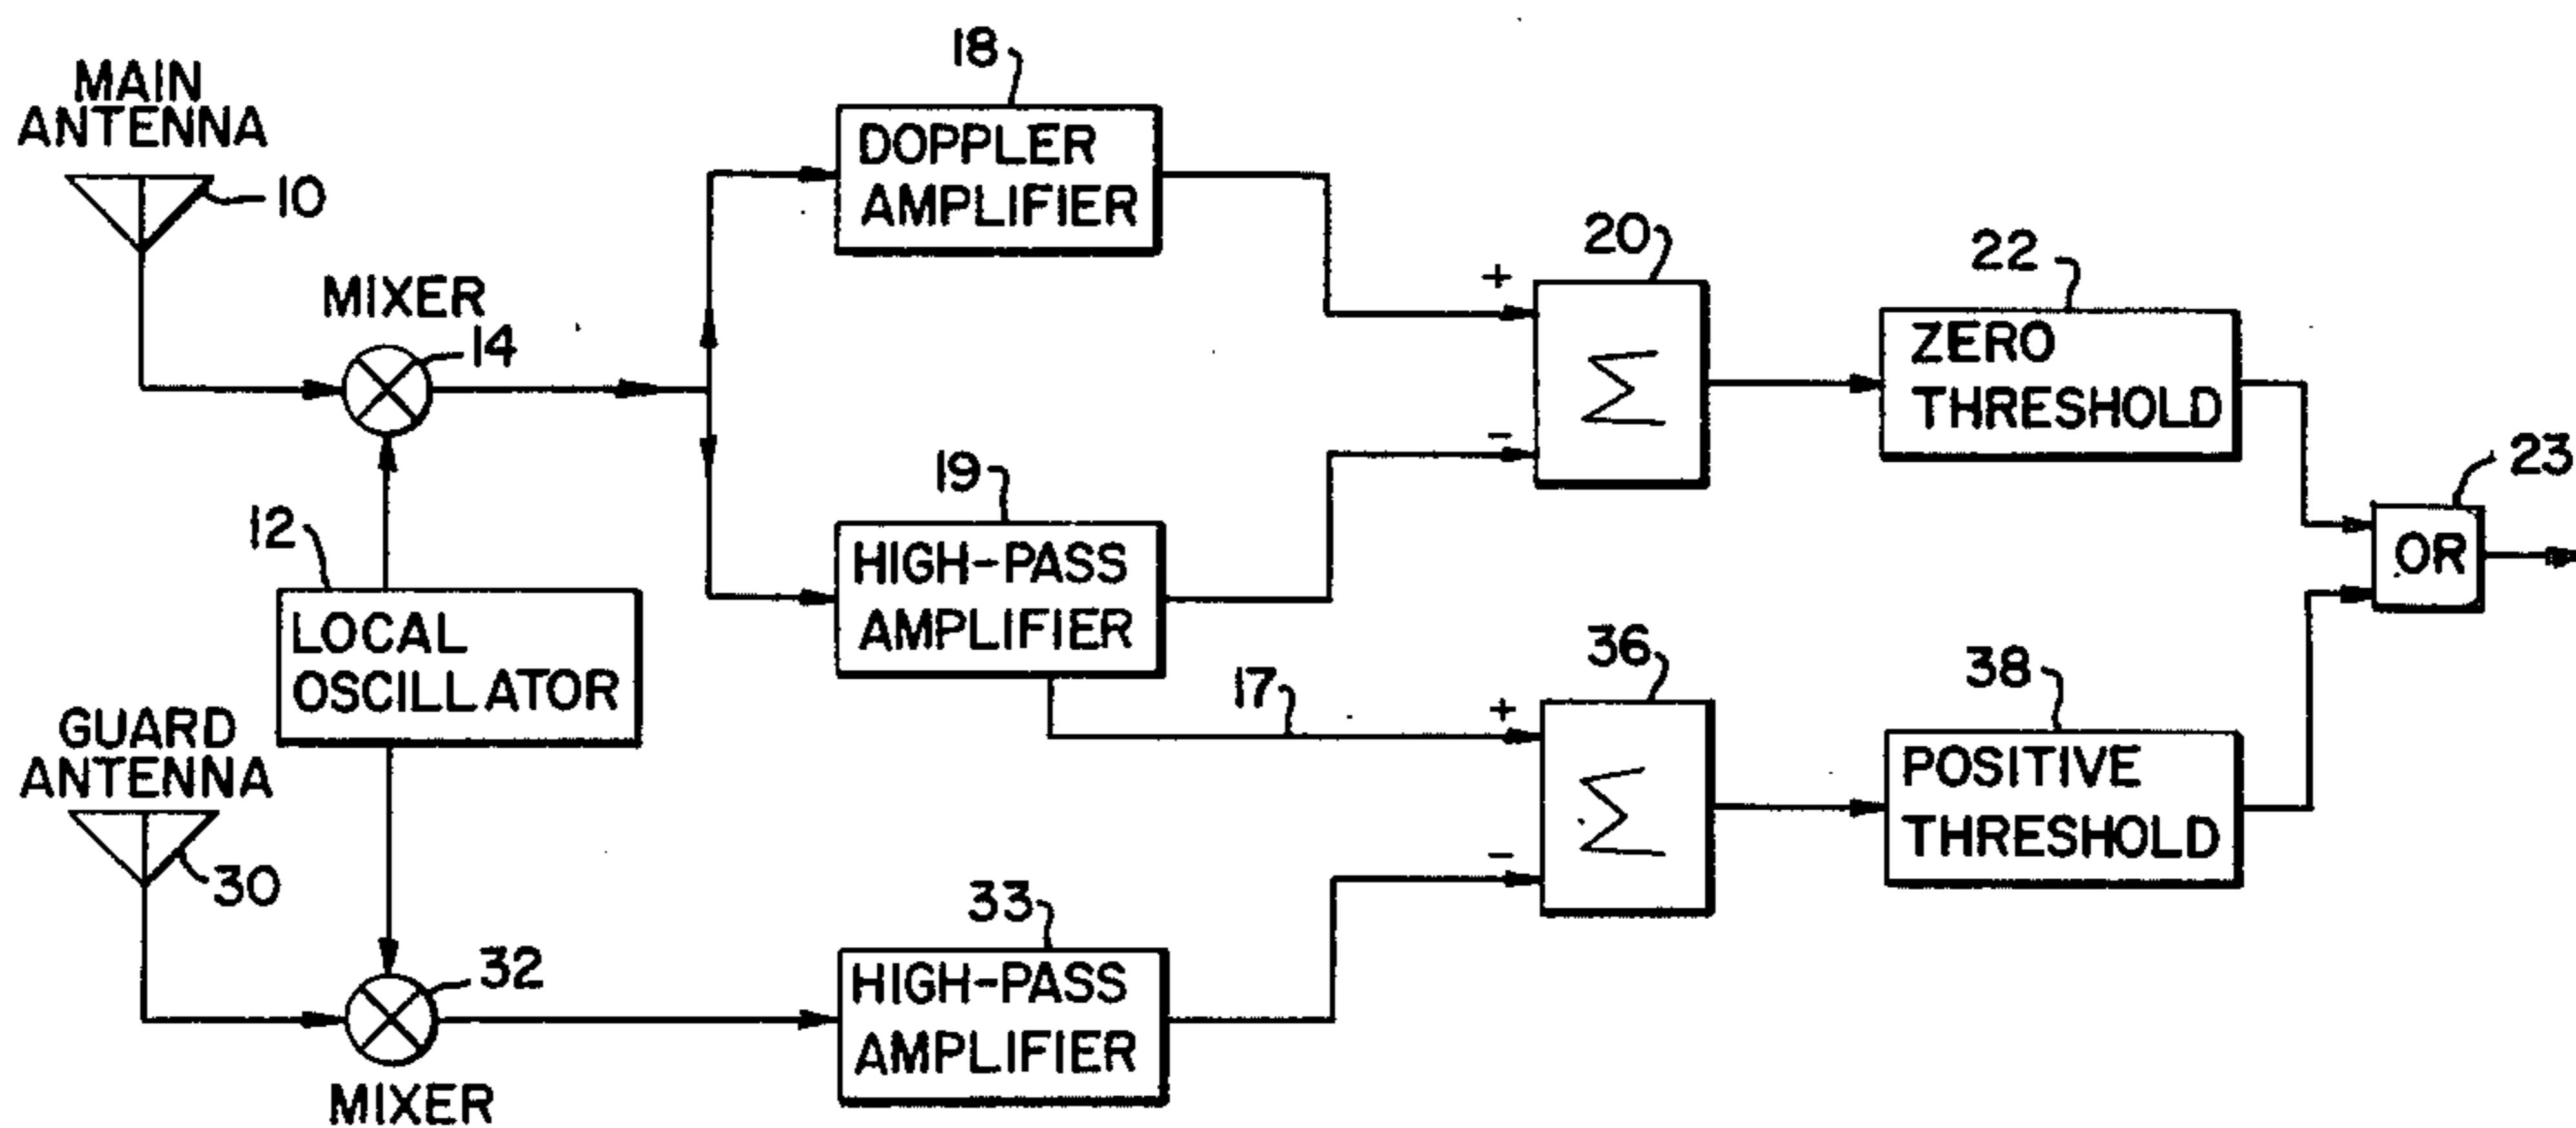 MAIN
ANTENNA
10
MIXER
14
12
LOCAL
OSCILLATOR
GUARD
ANTENNA
30
32
MIXER
18
DOPPLER
AMPLIFIER
19
HIGH-PASS
AMPLIFIER
17
33
HIGH-PASS
AMPLIFIER
+
-
20
Σ
+
-
36
Σ
22
ZERO
THRESHOLD
38
POSITIVE
THRESHOLD
23
OR